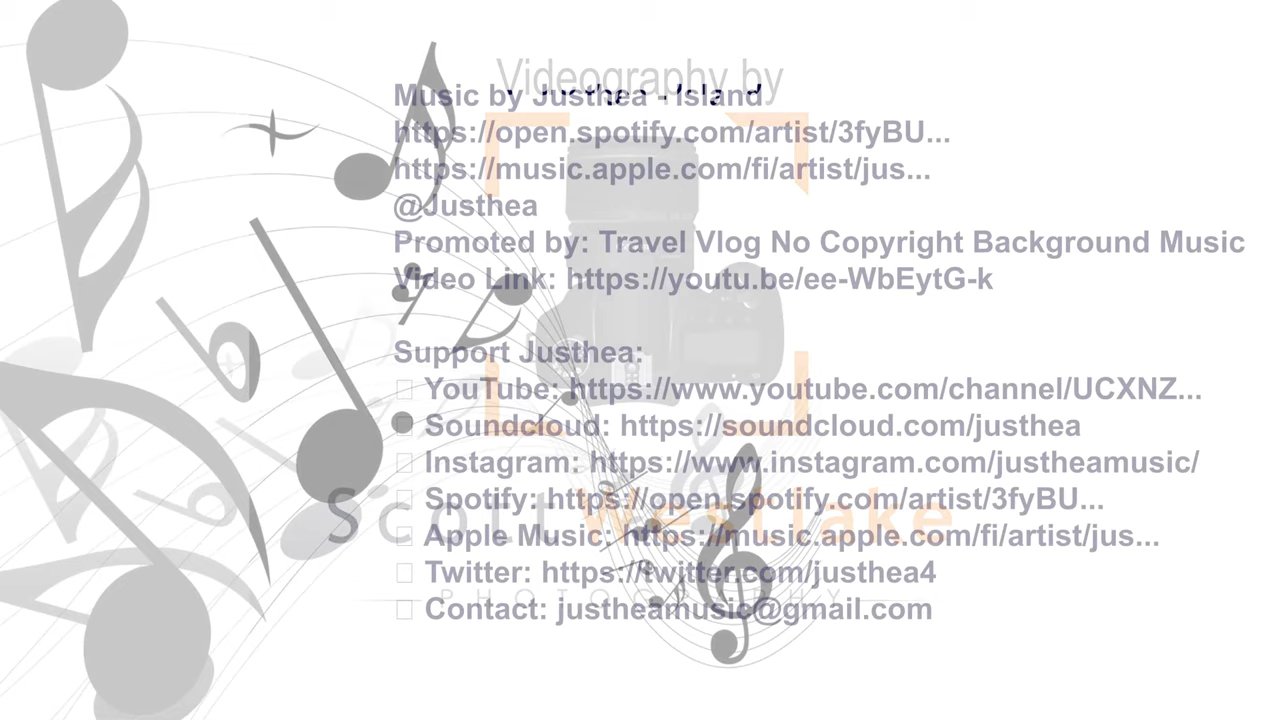 Videography by
Music by Justhea - Island
https://open.spotify.com/artist/3fyBU...
https://music.apple.com/fi/artist/jus...
@Justhea
Promoted by: Travel Vlog No Copyright Background Music
Video Link: https://youtu.be/ee-WbEytG-k
Support Justhea:
YouTube: https://www.youtube.com/channel/UCXNZ...
Soundcloud: https://soundcloud.com/justhea
Instagram: https://www.instagram.com/justheamusic/
Spotify: https://open.spotify.com/artist/3fyBU...
Scott Westlake
Apple Music: https://music.apple.com/fi/artist/jus...
Twitter: https://twitter.com/justhea4
PHOTOGRAPHY
Contact: justheamusic@gmail.com